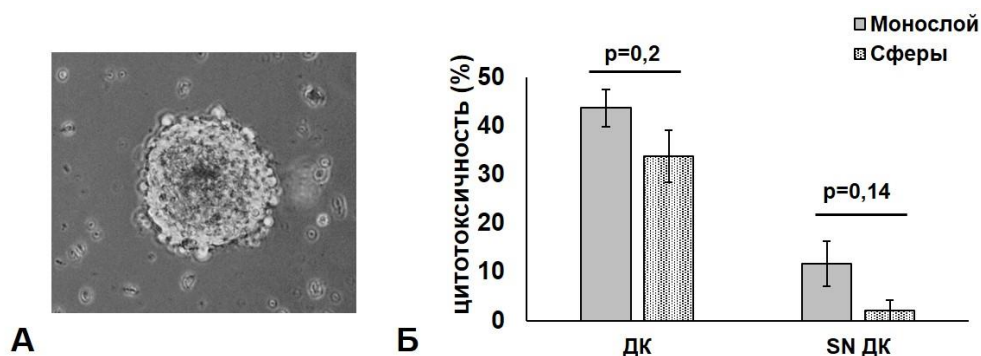 Монослой
Сферы
цитотоксичность (%)
50
40
30
20
10
0
p=0,2
p=0,14
ДК
SN ДК
А
Б